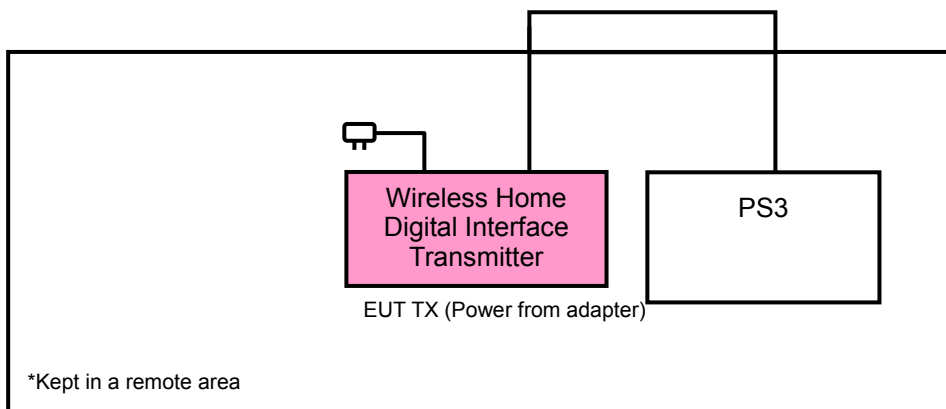 Wireless Home
Digital Interface
Transmitter
PS3
EUT TX (Power from adapter)
*Kept in a remote area